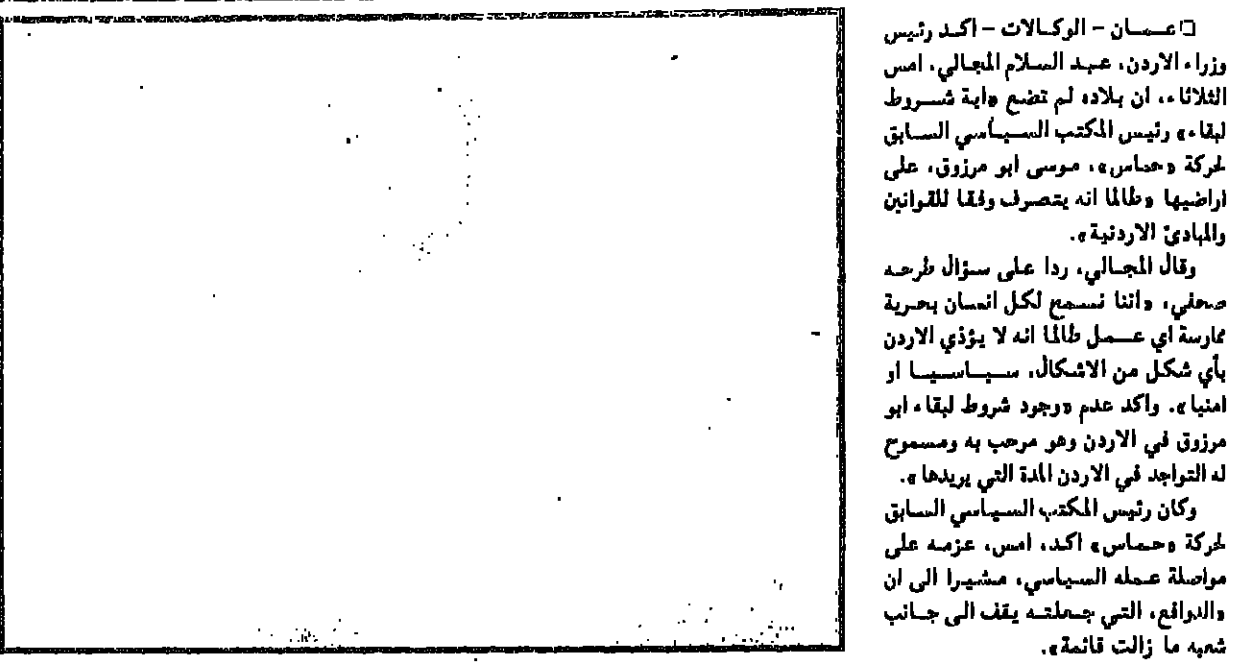 □ عمان – الوكالات – اكد رئيس
وزراء الاردن، عبد السلام المجالي، امس
الثلاثاء، ان بلاده لم تضع «اية شروط
لبقاء» رئيس المكتب السياسي السابق
لحركة «حماس»، موسى ابو مرزوق، على
اراضيها «طالما انه يتصرف وفقا للقوانين
والمبادئ الاردنية».
وقال المجالي، ردا على سؤال طرحه
صحفي، «اننا نسمح لكل انسان بحرية
ممارسة اي عمل طالما انه لا يؤذي الاردن
بأي شكل من الاشكال، سياسيا او
امنيا». واكد عدم «وجود شروط لبقاء ابو
مرزوق في الاردن وهو مرحب به ومسموح
له التواجد في الاردن المدة التي يريدها».
وكان رئيس المكتب السياسي السابق
لحركة «حماس» اكد، امس، عزمه على
مواصلة عمله السياسي، مشيرا الى ان
«الدوافع، التي جعلته يقف الى جانب
شعبه ما زالت قائمة».